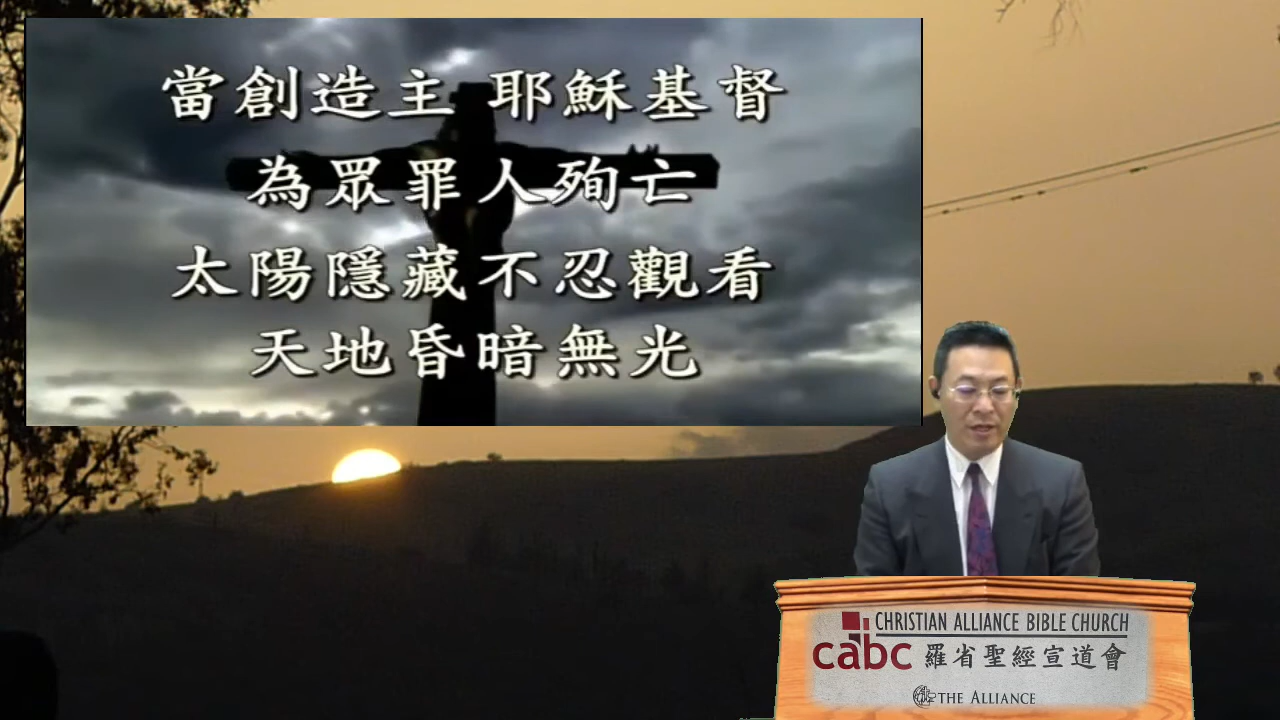 當創造主 耶穌基督
為眾罪人殉亡
太陽隱藏不忍觀看
天地昏暗無光
CHRISTIAN ALLIANCE BIBLE CHURCH
cabc 羅省聖經宣道會
THE ALLIANCE